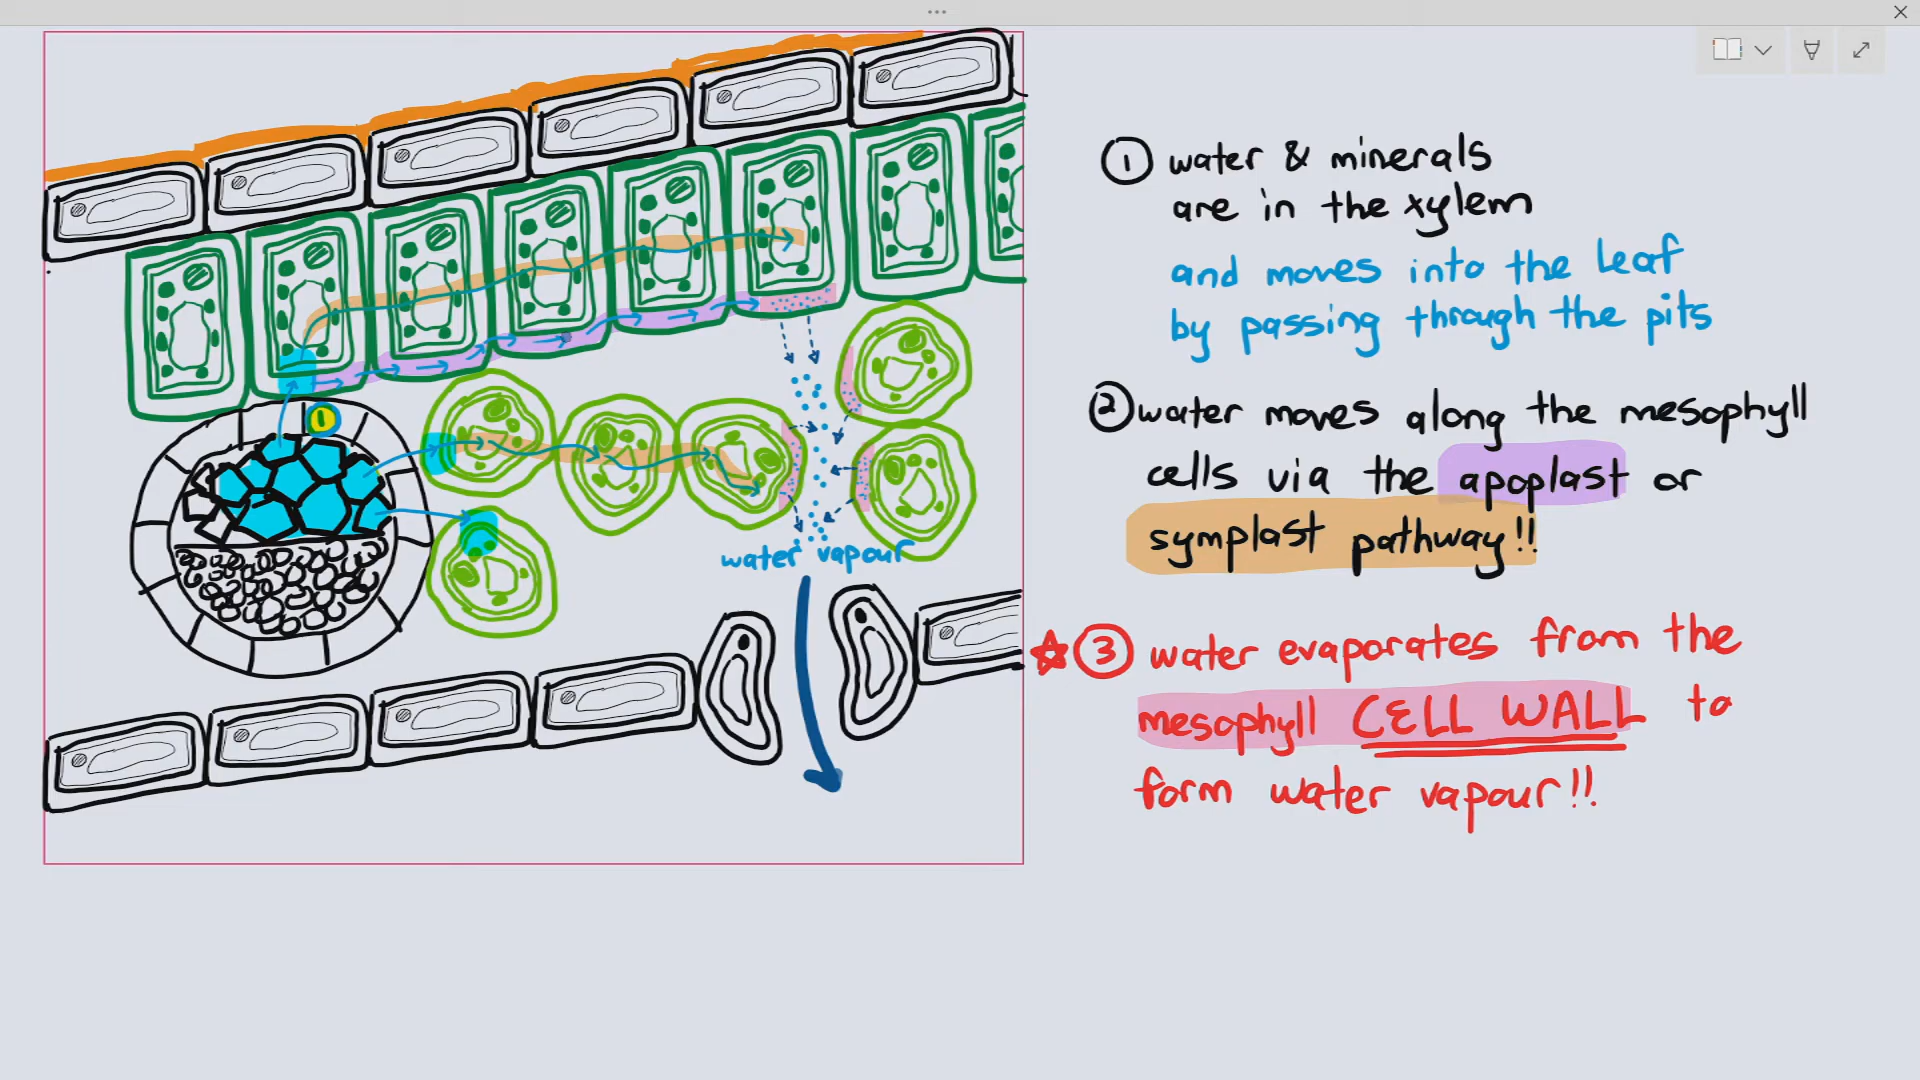 ① water & minerals
are in the xylem
and moves into the leaf
by passing through the pits
② water moves along the mesophyll
cells via the apoplast or
symplast pathway!!
③ water evaporates from the
mesophyll CELL WALL to
form water vapour!!
water vapour